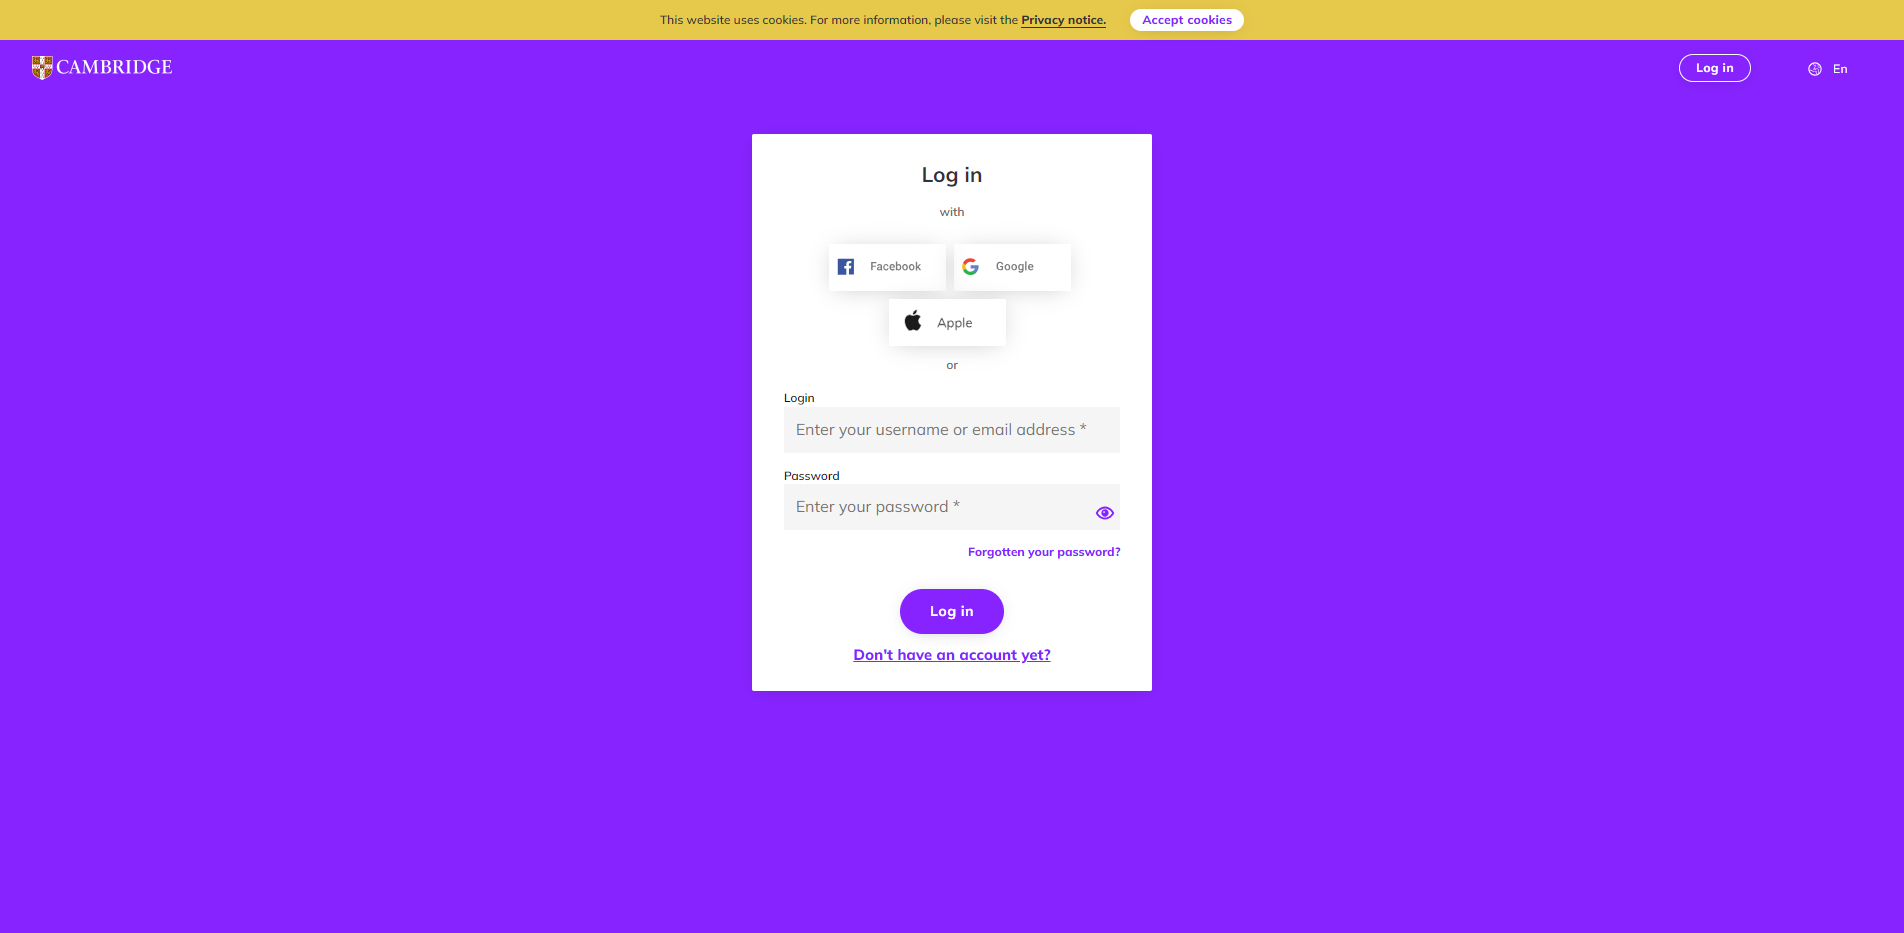 This website uses cookies. For more information, please visit the Privacy notice. Accept cookies
CAMBRIDGE
Log in
En
Log in
with
Facebook
Google
Apple
or
Login
Enter your username or email address *
Password
Enter your password *
Forgotten your password?
Log in
Don't have an account yet?